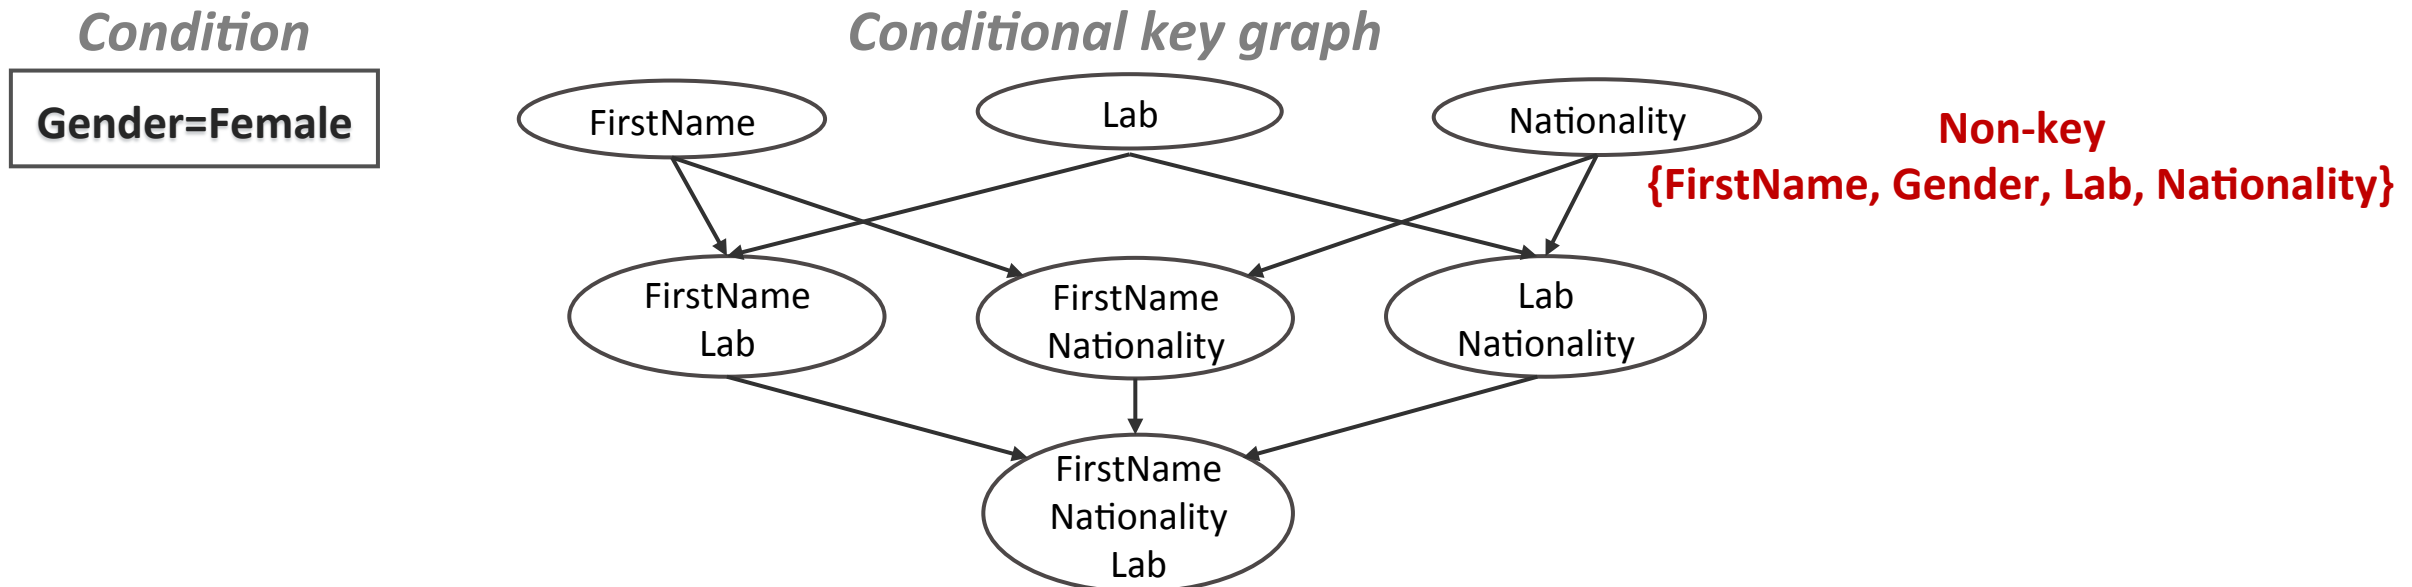 Condition
Conditional key graph
Gender=Female
FirstName
Lab
Nationality
Non-key
{FirstName, Gender, Lab, Nationality}
FirstName
Lab
FirstName
Nationality
Lab
Nationality
FirstName
Nationality
Lab